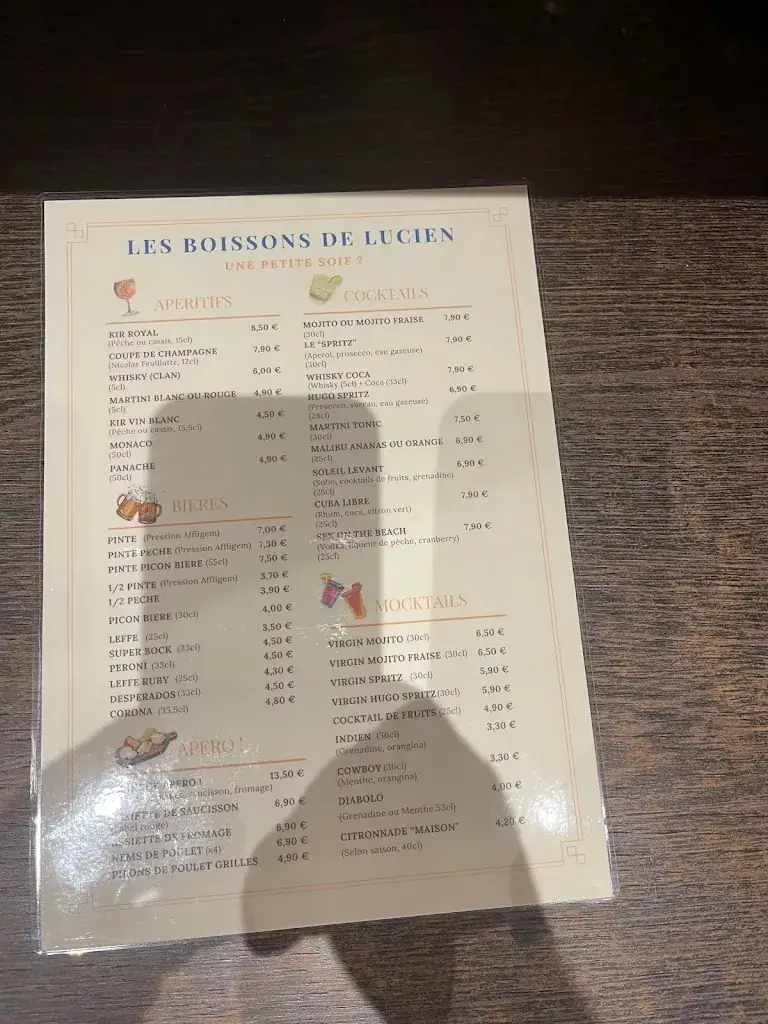 LES BOISSONS DE LUCIEN
UNE PETITE SOIF ?
APERITIFS
KIR ROYAL 8,50 €
(Pêche ou cassis, 15cl)
COUPE DE CHAMPAGNE 7,90 €
(Nicolas Feuillatte, 12cl)
WHISKY (CLAN) 6,00 €
(5cl)
MARTINI BLANC OU ROUGE 4,90 €
(5cl)
KIR VIN BLANC 4,50 €
(Pêche ou cassis, 15,5cl)
MONACO 4,90 €
(50cl)
PANACHE 4,90 €
(50cl)
BIERES
PINTE (Pression Affligem) 7,00 €
PINTE PECHE (Pression Affligem) 7,30 €
PINTE PICON BIERE (55cl) 7,50 €
1/2 PINTE (Pression Affligem) 3,70 €
1/2 PECHE 3,90 €
PICON BIERE (30cl) 4,00 €
LEFFE (25cl) 3,50 €
SUPER BOCK (33cl) 4,50 €
PERONI (33cl) 4,50 €
LEFFE RUBY (25cl) 4,30 €
DESPERADOS (33cl) 4,50 €
CORONA (35,5cl) 4,80 €
APERO !
APERO ! 13,50 €
saucisson, fromage)
ASSIETTE DE SAUCISSON 6,90 €
(Label rouge)
ASSIETTE DE FROMAGE 6,90 €
NEMS DE POULET (x4) 6,90 €
PILONS DE POULET GRILLES 4,90 €
COCKTAILS
MOJITO OU MOJITO FRAISE 7,90 €
(30cl)
LE "SPRITZ" 7,90 €
(Aperol, prosecco, eau gazeuse)
(30cl)
WHISKY COCA 7,90 €
(Whisky (5cl) + Coca (33cl)
HUGO SPRITZ 6,90 €
(Prosecco, sureau, eau gazeuse)
(28cl)
MARTINI TONIC 7,50 €
(30cl)
MALIBU ANANAS OU ORANGE 6,90 €
(25cl)
SOLEIL LEVANT 6,90 €
(Soho, cocktails de fruits, grenadine)
(25cl)
CUBA LIBRE 7,90 €
(Rhum, coca, citron vert)
(25cl)
SEX ON THE BEACH 7,90 €
(Vodka, liqueur de pêche, cranberry)
(25cl)
MOCKTAILS
VIRGIN MOJITO (30cl) 6,50 €
VIRGIN MOJITO FRAISE (30cl) 6,50 €
VIRGIN SPRITZ (30cl) 5,90 €
VIRGIN HUGO SPRITZ (30cl) 5,90 €
COCKTAIL DE FRUITS (25cl) 4,90 €
INDIEN (36cl) 3,30 €
(Grenadine, orangina)
COWBOY (36cl) 3,30 €
(Menthe, orangina)
DIABOLO 4,00 €
(Grenadine ou Menthe 33cl)
CITRONNADE "MAISON" 4,20 €
(Selon saison, 40cl)